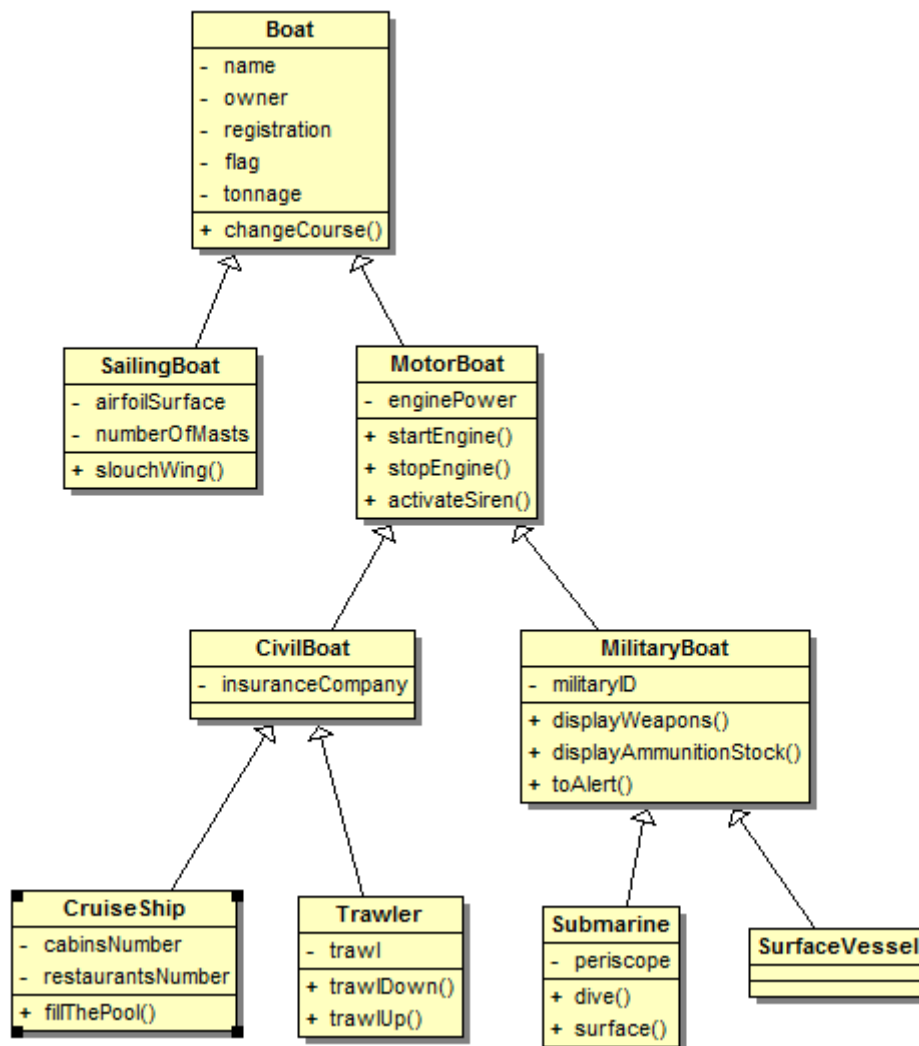 Boat
- name
- owner
- registration
- flag
- tonnage
+ changeCourse()
SailingBoat
- airfoilSurface
- numberOfMasts
+ slouchWing()
MotorBoat
- enginePower
+ startEngine()
+ stopEngine()
+ activateSiren()
CivilBoat
- insuranceCompany
MilitaryBoat
- militaryID
+ displayWeapons()
+ displayAmmunitionStock()
+ toAlert()
CruiseShip
- cabinsNumber
- restaurantsNumber
+ fillThePool()
Trawler
- trawl
+ trawlDown()
+ trawlUp()
Submarine
- periscope
+ dive()
+ surface()
SurfaceVessel